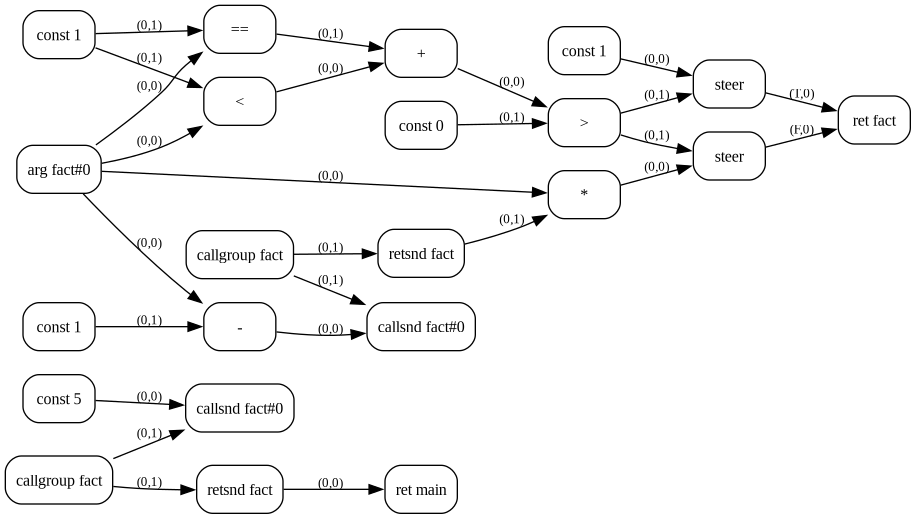 const 1
(0,1)
==
(0,1)
+
const 1
(0,0)
steer
(T,0)
ret fact
(0,1)
(0,0)
<
(0,0)
(0,0)
const 0
(0,1)
>
(0,1)
(0,1)
steer
(F,0)
(0,0)
arg fact#0
(0,0)
*
(0,0)
(0,0)
callgroup fact
(0,1)
retsnd fact
(0,1)
(0,1)
callsnd fact#0
const 1
(0,1)
-
(0,0)
const 5
(0,0)
callsnd fact#0
(0,1)
callgroup fact
(0,1)
retsnd fact
(0,0)
ret main